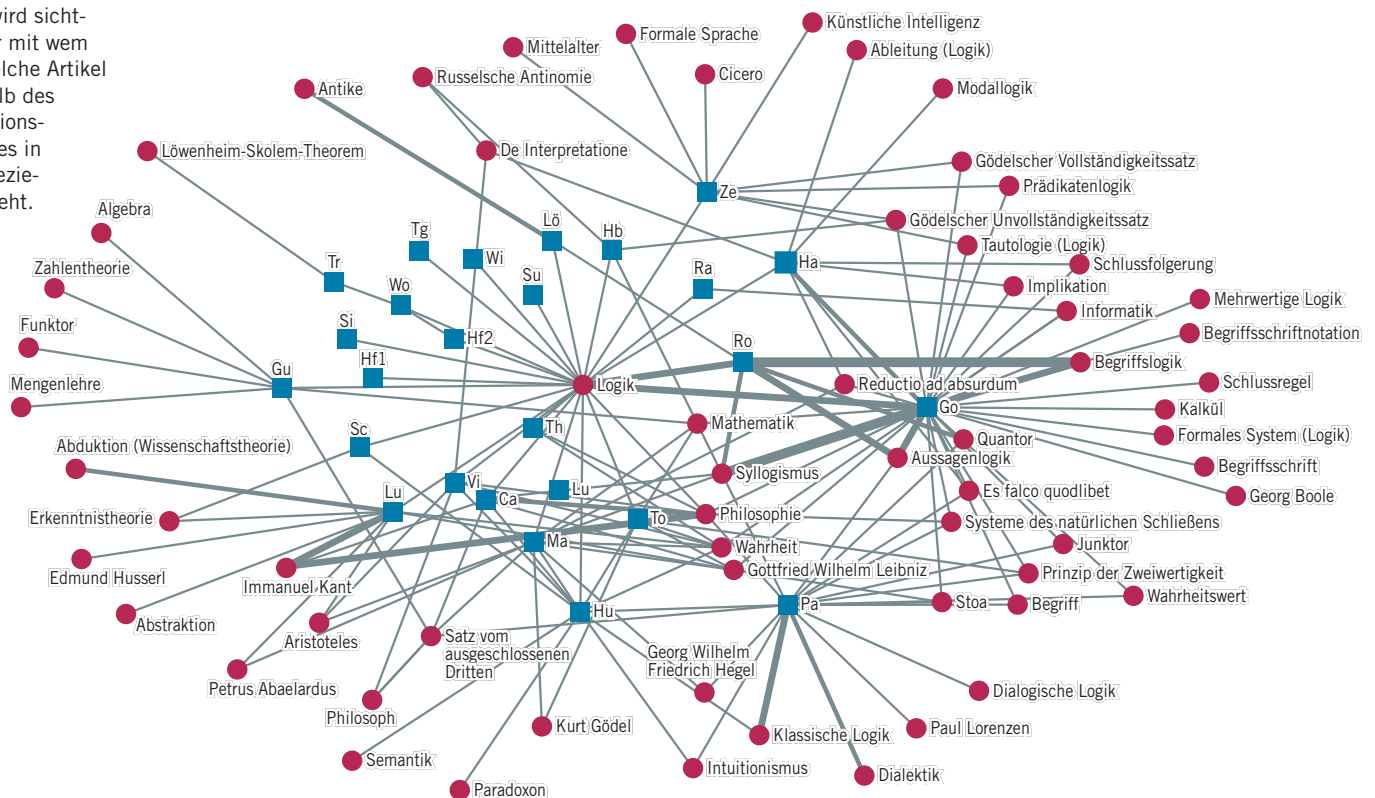 wird sicht-
r mit wem
elche Artikel
lb des
tions-
es in
ezie-
eht.
Künstliche Intelligenz
Formale Sprache
Mittelalter
Ableitung (Logik)
Russelsche Antinomie
Cicero
Antike
Modallogik
Löwenheim-Skolem-Theorem
De Interpretatione
Gödelscher Vollständigkeitssatz
Ze
Prädikatenlogik
Algebra
Lö
Gödelscher Unvollständigkeitssatz
Tg
Hb
Tautologie (Logik)
Wi
Tr
Ha
Schlussfolgerung
Zahlentheorie
Su
Ra
Implikation
Wo
Mehrwertige Logik
Informatik
Si
Funktor
Hf2
Begriffsschriftnotation
Hf1
Ro
Begriffslogik
Gu
Mengenlehre
Logik
Reductio ad absurdum
Schlussregel
Go
Kalkül
Sc
Th
Mathematik
Formales System (Logik)
Quantor
Abduktion (Wissenschaftstheorie)
Aussagenlogik
Begriffsschrift
Syllogismus
Lu
Vi
Lu
Es falco quodlibet
Georg Boole
Ca
Erkenntnistheorie
To
Philosophie
Systeme des natürlichen Schließens
Ma
Wahrheit
Junktor
Edmund Husserl
Immanuel Kant
Gottfried Wilhelm Leibniz
Prinzip der Zweiwertigkeit
Wahrheitswert
Abstraktion
Hu
Pa
Stoa
Begriff
Aristoteles
Satz vom
ausgeschlossenen
Dritten
Georg Wilhelm
Friedrich Hegel
Petrus Abaelardus
Dialogische Logik
Philosoph
Kurt Gödel
Klassische Logik
Paul Lorenzen
Semantik
Intuitionismus
Dialektik
Paradoxon